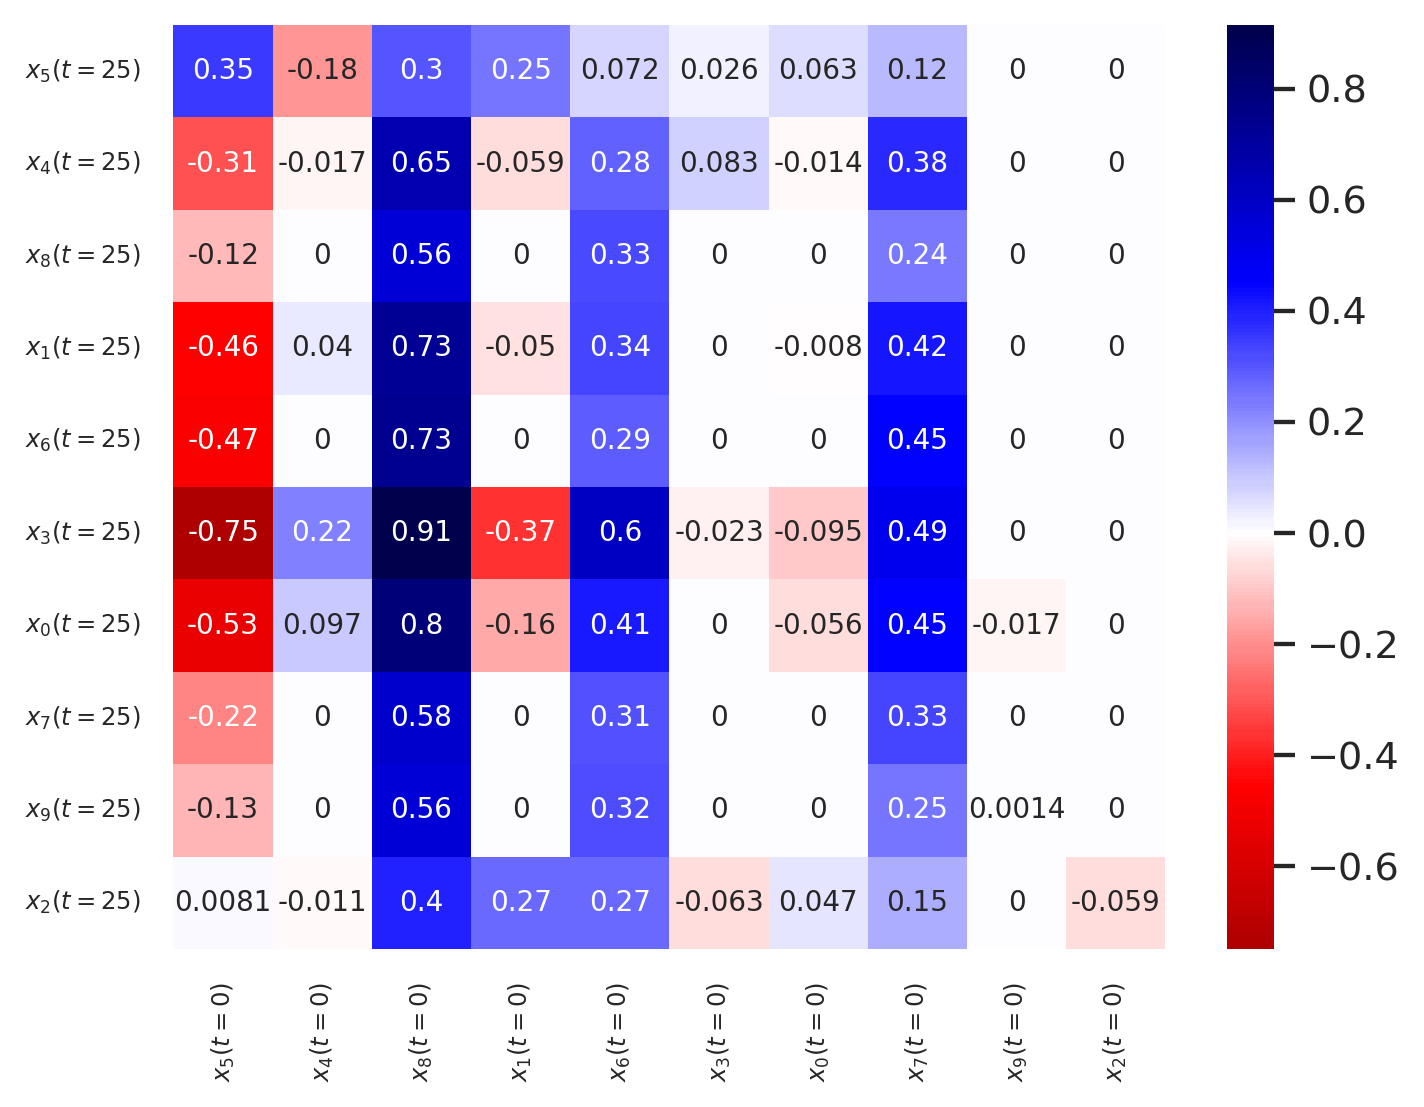 x₅(t = 25) 0.35 -0.18 0.3 0.25 0.072 0.026 0.063 0.12 0 0
x₄(t = 25) -0.31 -0.017 0.65 -0.059 0.28 0.083 -0.014 0.38 0 0
x₈(t = 25) -0.12 0 0.56 0 0.33 0 0 0.24 0 0
x₁(t = 25) -0.46 0.04 0.73 -0.05 0.34 0 -0.008 0.42 0 0
x₆(t = 25) -0.47 0 0.73 0 0.29 0 0 0.45 0 0
x₃(t = 25) -0.75 0.22 0.91 -0.37 0.6 -0.023 -0.095 0.49 0 0
x₀(t = 25) -0.53 0.097 0.8 -0.16 0.41 0 -0.056 0.45 -0.017 0
x₇(t = 25) -0.22 0 0.58 0 0.31 0 0 0.33 0 0
x₉(t = 25) -0.13 0 0.56 0 0.32 0 0 0.25 0.0014 0
x₂(t = 25) 0.0081 -0.011 0.4 0.27 0.27 -0.063 0.047 0.15 0 -0.059
x₅(t = 0) x₄(t = 0) x₈(t = 0) x₁(t = 0) x₆(t = 0) x₃(t = 0) x₀(t = 0) x₇(t = 0) x₉(t = 0) x₂(t = 0)
0.8
0.6
0.4
0.2
0.0
−0.2
−0.4
−0.6